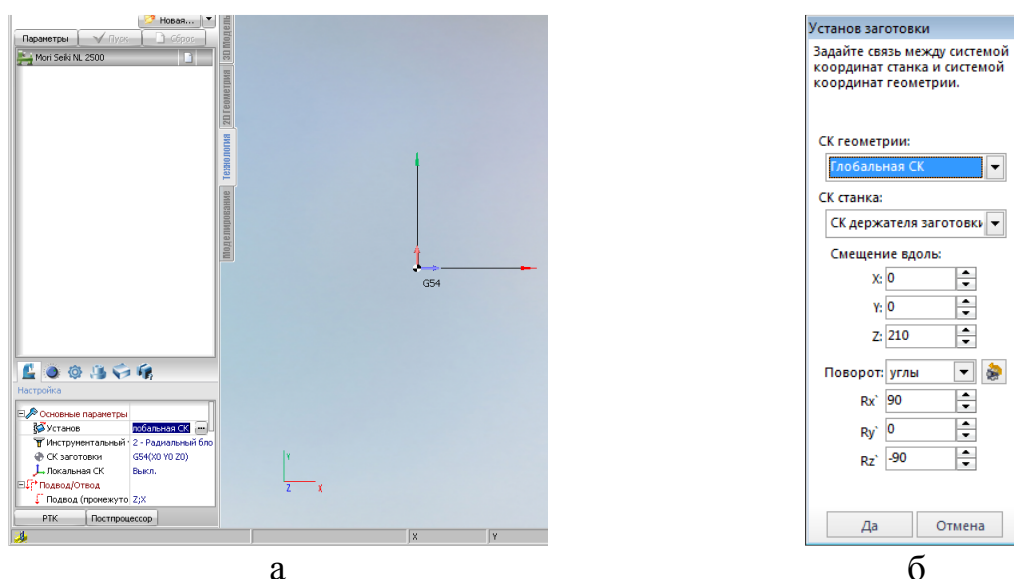 Новая...
Параметры
Пуск
Сброс
Mori Seiki NL 2500
3D Модель
2D Геометрия
Технология
Моделирование
G54
Y
Z
X
Настройка
Основные параметры
Установ
лобальная СК
...
Инструментальный
2 - Радиальный бло
СК заготовки
G54(X0 Y0 Z0)
Локальная СК
Выкл.
Подвод/Отвод
Подвод (промежуто
Z;X
РТК
Постпроцессор
X
Y
а
Установ заготовки
Задайте связь между системой
координат станка и системой
координат геометрии.
СК геометрии:
Глобальная СК
СК станка:
СК держателя заготовки
Смещение вдоль:
X: 0
Y: 0
Z: 210
Поворот: углы
Rx` 90
Ry` 0
Rz` -90
Да
Отмена
б